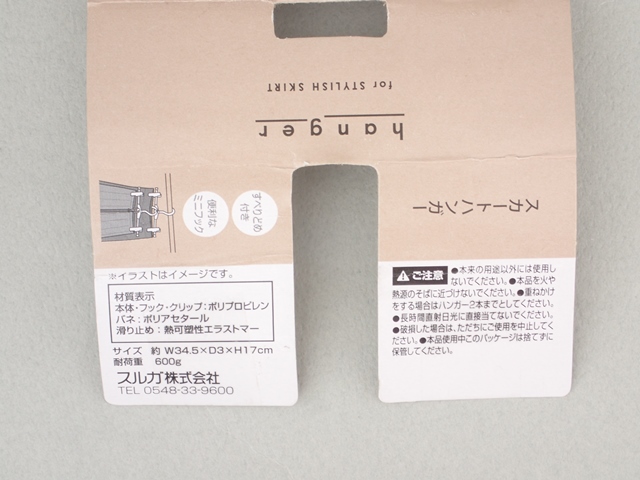 hanger
for STYLISH SKIRT
スカートハンガー
すべりどめ
付き
便利な
ミニフック
※イラストはイメージです。
材質表示
本体・フック・クリップ：ポリプロピレン
バネ：ポリアセタール
滑り止め：熱可塑性エラストマー
サイズ 約 W34.5×D3×H17cm
耐荷重 600g
スルガ株式会社
TEL 0548-33-9600
ご注意 ●本来の用途以外には使用し
ないでください。●本品を火や
熱源のそばに近づけないでください。●重ねかけ
をする場合はハンガー2本までとしてください。
●長時間直射日光に直接当てないでください。
●破損した場合は、ただちにご使用を中止してく
ださい。●本品使用中このパッケージは捨てずに
保管してください。